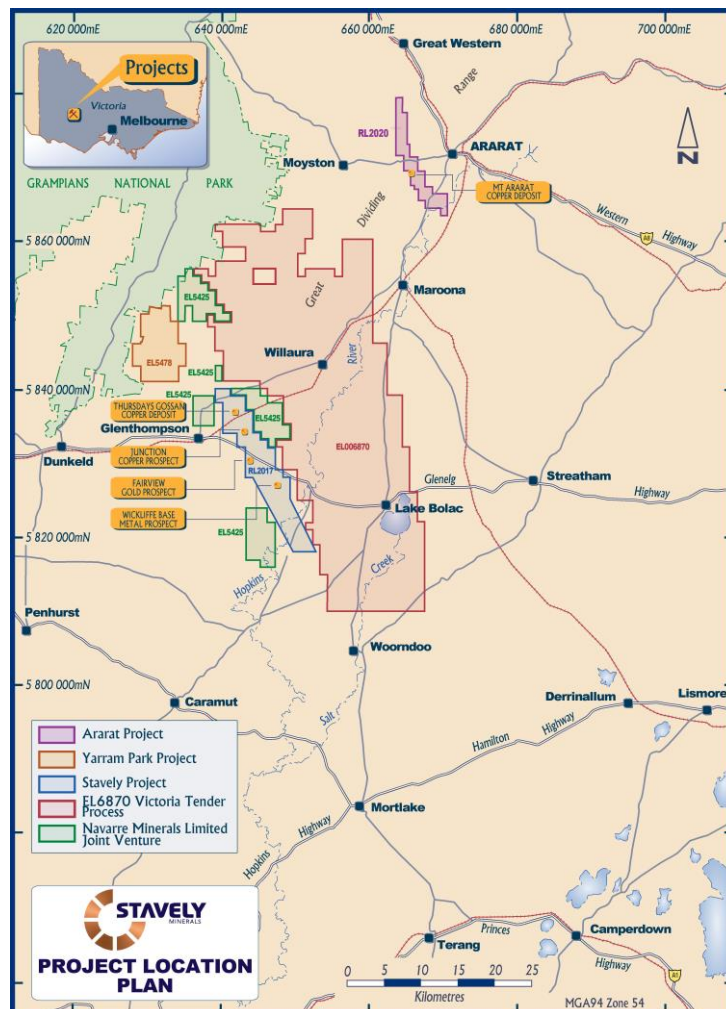 620 000mE
640 000mE
660 000mE
680 000mE
700 000mE
Projects
Victoria
Melbourne
Great Western
Range
RL2020
ARARAT
Moyston
N
GRAMPIANS NATIONAL PARK
MT ARARAT
COPPER DEPOSIT
Dividing
Western
Highway
A8
5 860 000mN
Great
Maroona
EL5425
River
Willaura
EL5478
EL5425
5 840 000mN
EL5425
THURSDAYS GOSSAN
COPPER DEPOSIT
EL5425
Glenthompson
EL006870
Dunkeld
JUNCTION
COPPER PROSPECT
RL2017
Glenelg
Highway
Streatham
FAIRVIEW
GOLD PROSPECT
Lake Bolac
WICKLIFFE BASE
METAL PROSPECT
EL5425
5 820 000mN
Creek
Hopkins
Penhurst
Woorndoo
5 800 000mN
Caramut
Salt
Derrinallum
Lismore
Hamilton
Highway
Ararat Project
Yarram Park Project
Stavely Project
EL6870 Victoria Tender
Process
Navarre Minerals Limited
Joint Venture
Mortlake
Hopkins
Highway
STAVELY
MINERALS
PROJECT LOCATION
PLAN
Terang
Princes
Camperdown
Highway
A1
0 5 10 15 20 25
Kilometres
MGA94 Zone 54